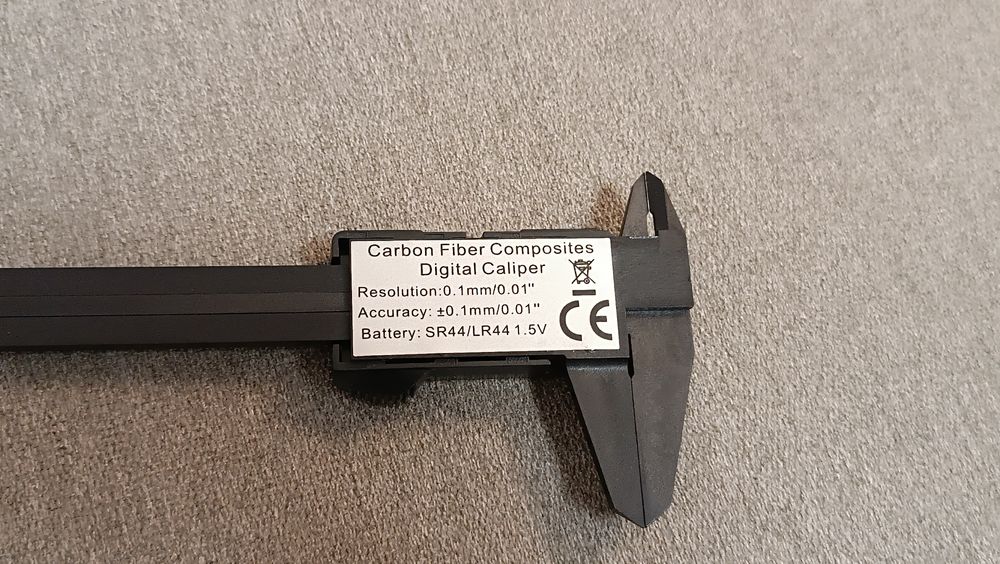 Carbon Fiber Composites
Digital Caliper
Resolution:0.1mm/0.01"
Accuracy: ±0.1mm/0.01"
Battery: SR44/LR44 1.5V
CE